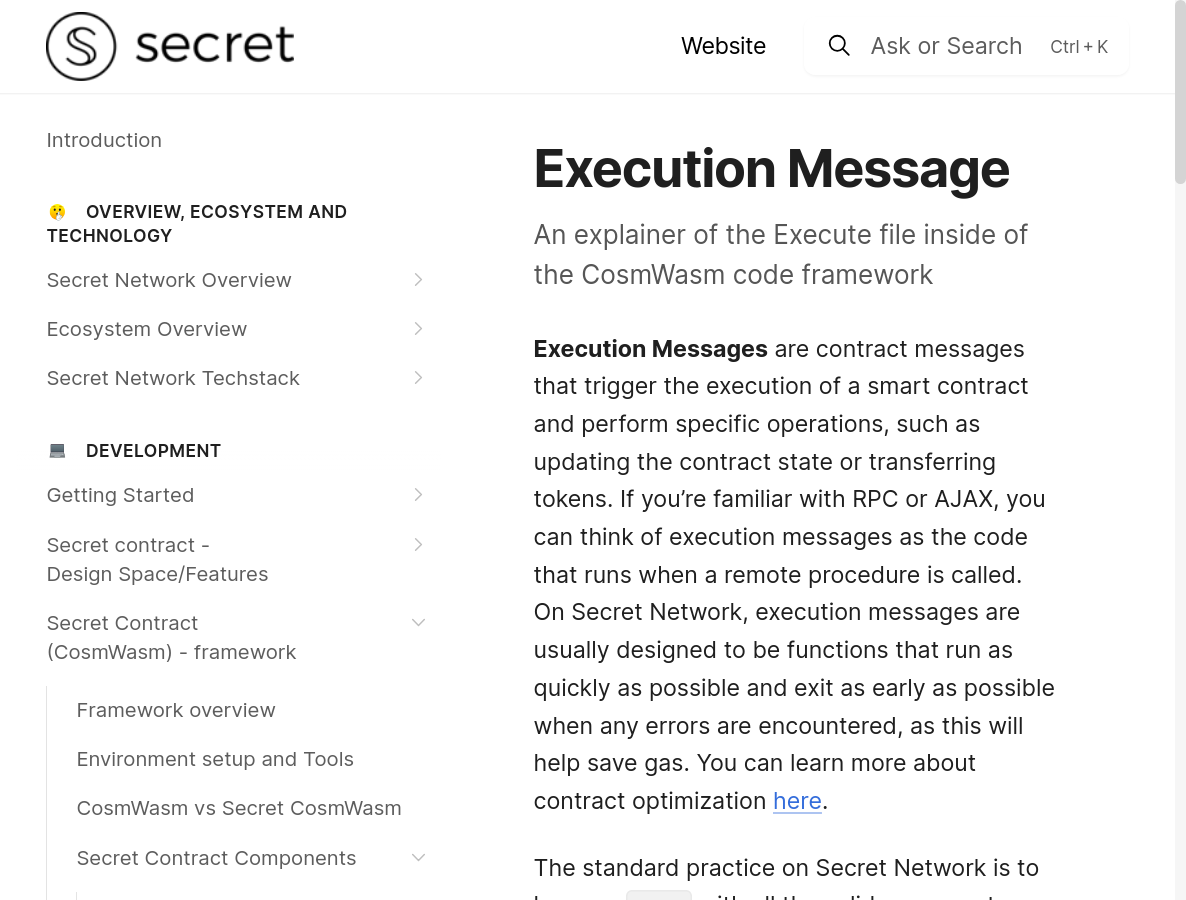 secret
Website
Ask or Search
Ctrl + K
Introduction
OVERVIEW, ECOSYSTEM AND
TECHNOLOGY
Secret Network Overview
Ecosystem Overview
Secret Network Techstack
DEVELOPMENT
Getting Started
Secret contract -
Design Space/Features
Secret Contract
(CosmWasm) - framework
Framework overview
Environment setup and Tools
CosmWasm vs Secret CosmWasm
Secret Contract Components
Execution Message
An explainer of the Execute file inside of
the CosmWasm code framework
Execution Messages are contract messages
that trigger the execution of a smart contract
and perform specific operations, such as
updating the contract state or transferring
tokens. If you’re familiar with RPC or AJAX, you
can think of execution messages as the code
that runs when a remote procedure is called.
On Secret Network, execution messages are
usually designed to be functions that run as
quickly as possible and exit as early as possible
when any errors are encountered, as this will
help save gas. You can learn more about
contract optimization here.
The standard practice on Secret Network is to